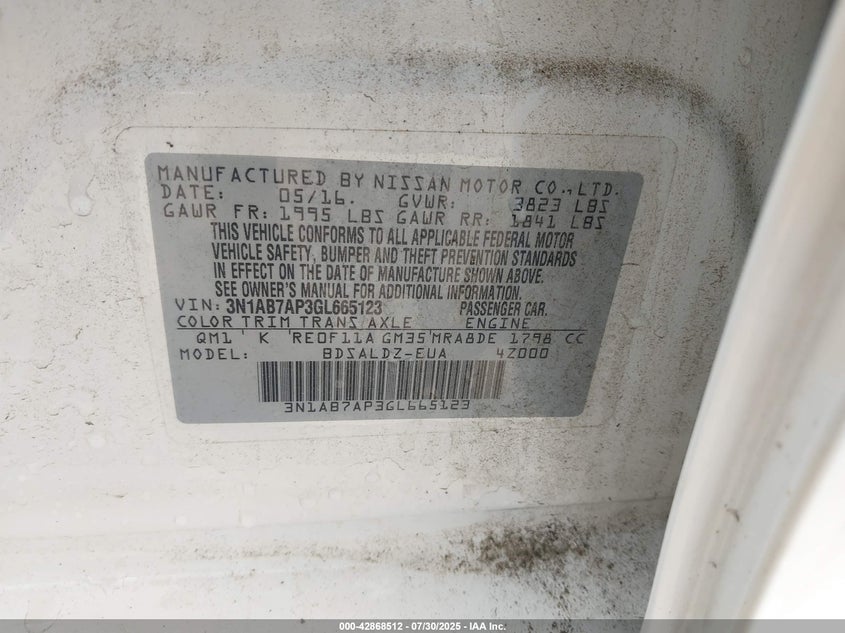 MANUFACTURED BY NISSAN MOTOR CO., LTD.
DATE: 05/16. GVWR: 3823 LBS
GAWR FR: 1995 LBS GAWR RR: 1841 LBS
THIS VEHICLE CONFORMS TO ALL APPLICABLE FEDERAL MOTOR
VEHICLE SAFETY, BUMPER AND THEFT PREVENTION STANDARDS
IN EFFECT ON THE DATE OF MANUFACTURE SHOWN ABOVE.
SEE OWNER'S MANUAL FOR ADDITIONAL INFORMATION.
VIN: 3N1AB7AP3GL665123 PASSENGER CAR.
COLOR TRIM TRANS AXLE ENGINE
QM1 K RE0F11A GM35 MRA8DE 1798 CC
MODEL: BDSALDZ-EUA 4Z000
3N1AB7AP3GL665123
000-42868512 / 07/30/2025 - IAA Inc.